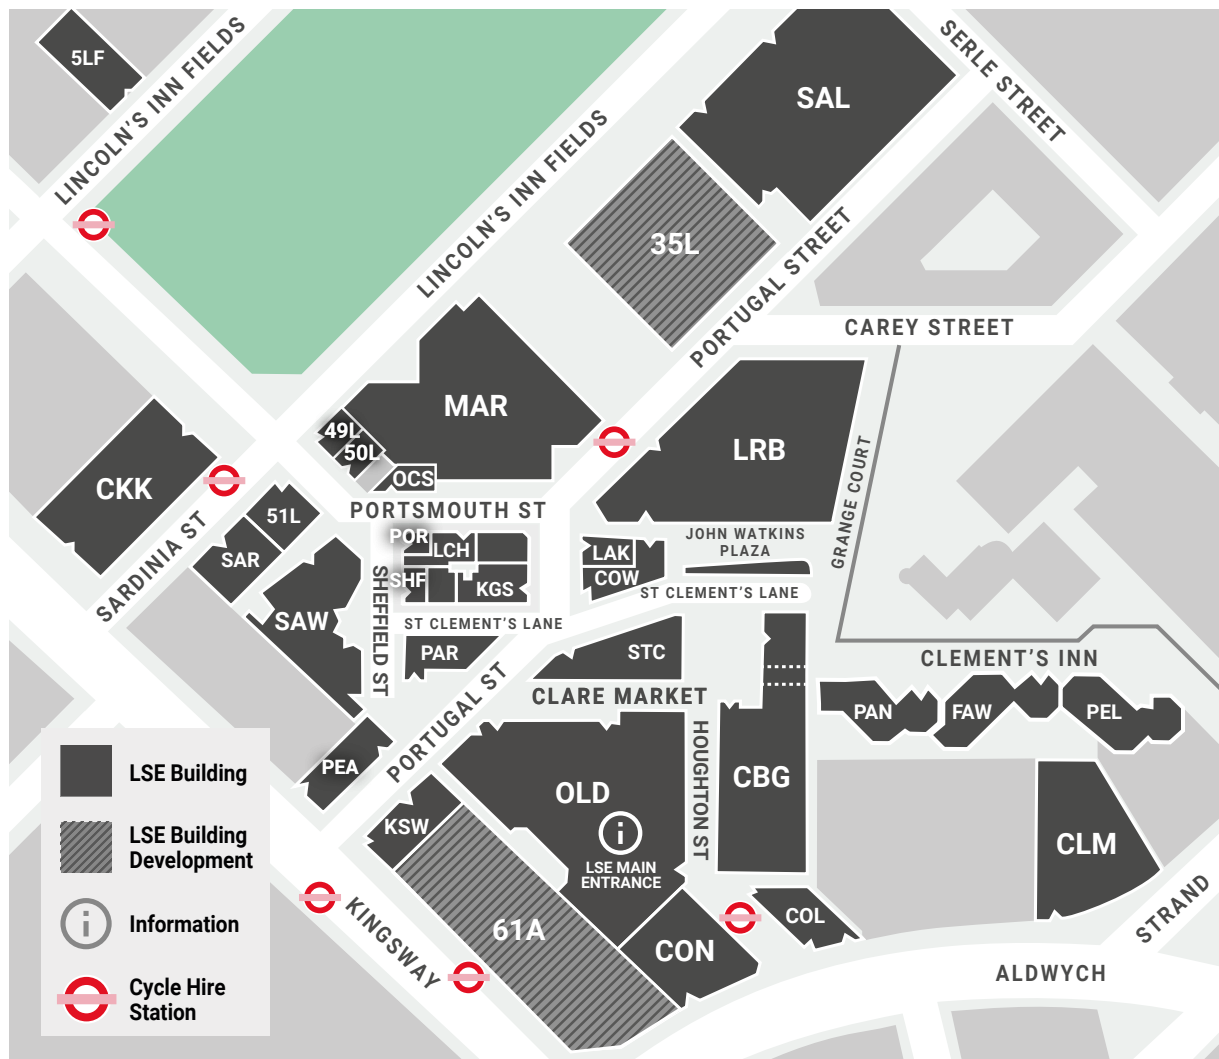 5LF
LINCOLN'S INN FIELDS
SAL
SERLE STREET
LINCOLN'S INN FIELDS
35L
PORTUGAL STREET
CAREY STREET
MAR
49L
50L
OCS
LRB
GRANGE COURT
CKK
51L
SAR
SARDINIA ST
PORTSMOUTH ST
POR
LCH
SHF
KGS
SHEFFIELD ST
LAK
COW
JOHN WATKINS
PLAZA
ST CLEMENT'S LANE
SAW
ST CLEMENT'S LANE
PAR
STC
CLEMENT'S INN
CLARE MARKET
PORTUGAL ST
PAN
FAW
PEL
PEA
HOUGHTON ST
CBG
OLD
LSE MAIN
ENTRANCE
KSW
CLM
61A
CON
COL
KINGSWAY
STRAND
ALDWYCH
LSE Building
LSE Building
Development
Information
Cycle Hire
Station